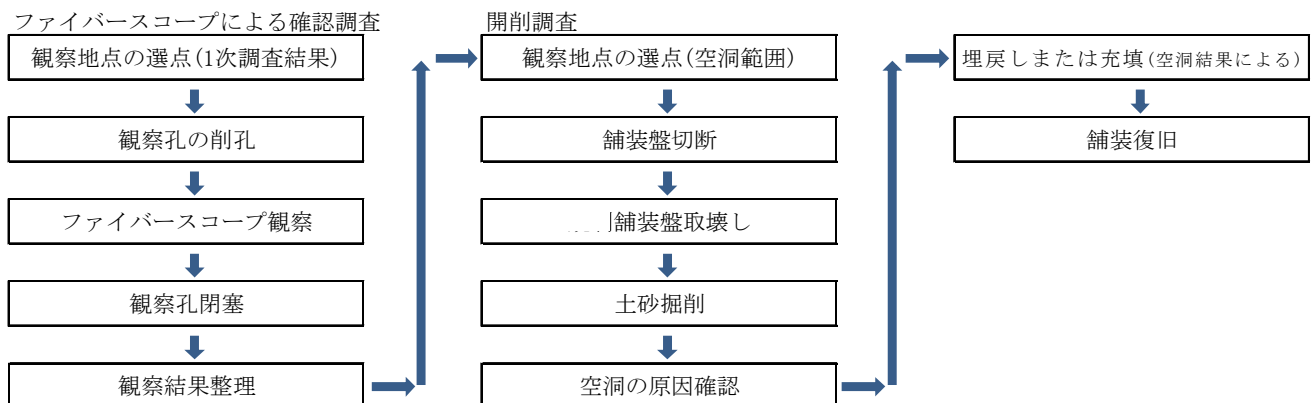 ファイバースコープによる確認調査
観察地点の選点(1次調査結果)
観察孔の削孔
ファイバースコープ観察
観察孔閉塞
観察結果整理
開削調査
観察地点の選点(空洞範囲)
舗装盤切断
舗装盤取壊し
土砂掘削
空洞の原因確認
埋戻しまたは充填(空洞結果による)
舗装復旧